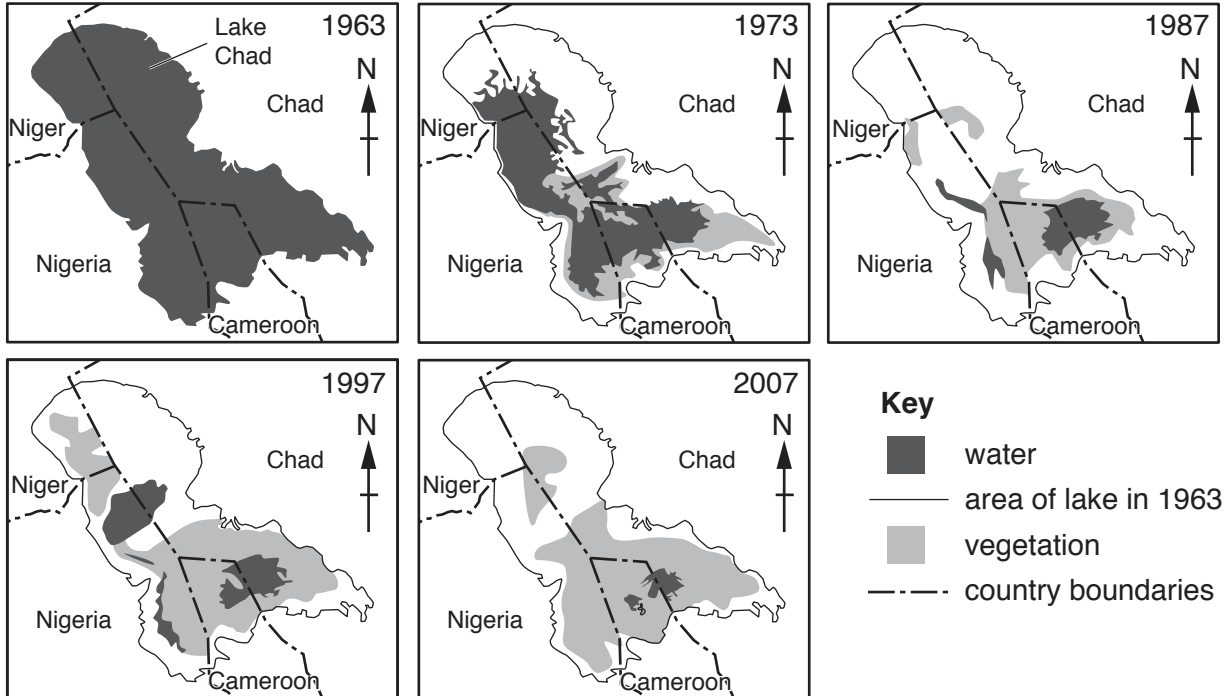 1963
Lake
Chad
N
Chad
Niger
Nigeria
Cameroon
1973
N
Chad
Niger
Nigeria
Cameroon
1987
N
Chad
Niger
Nigeria
Cameroon
1997
N
Chad
Niger
Nigeria
Cameroon
2007
N
Chad
Niger
Nigeria
Cameroon
Key
water
area of lake in 1963
vegetation
country boundaries